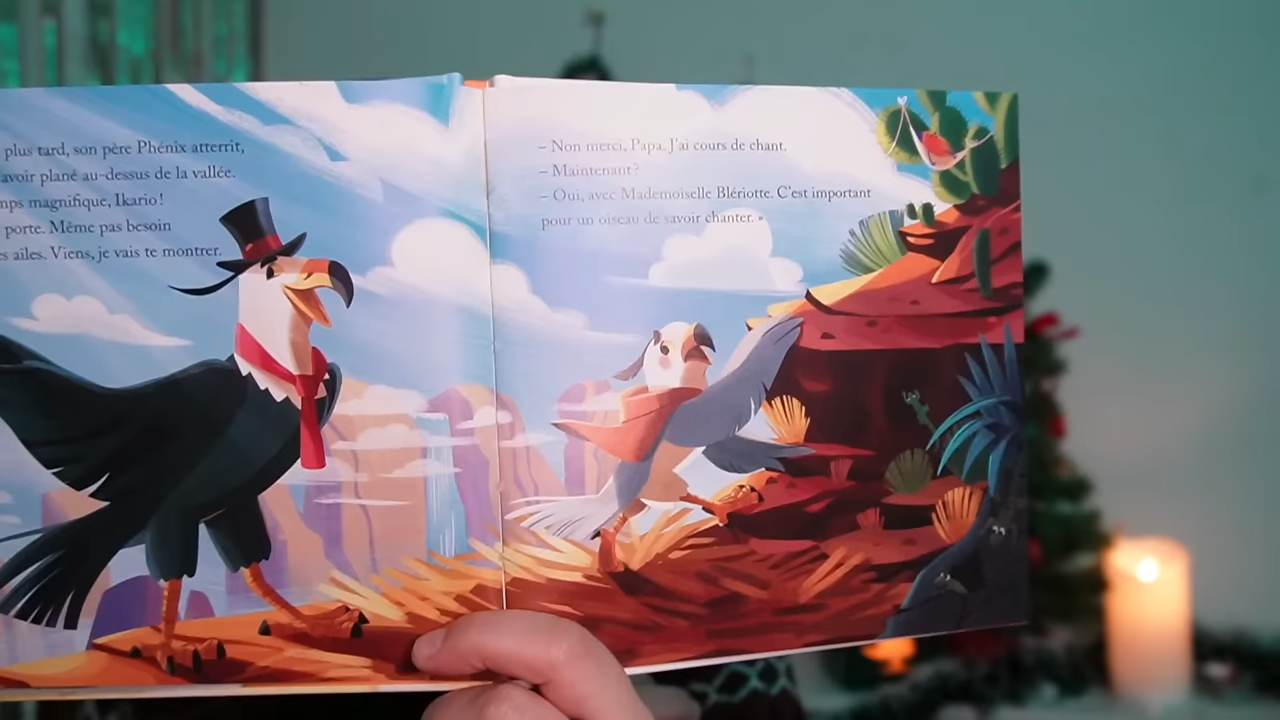 plus tard, son père Phénix atterrit,
avoir plané au-dessus de la vallée.
magnifique, Ikario !
porte. Même pas besoin
ailes. Viens, je vais te montrer.
– Non merci, Papa. J'ai cours de chant.
– Maintenant ?
– Oui, avec Mademoiselle Blériotte. C'est important
pour un oiseau de savoir chanter. »